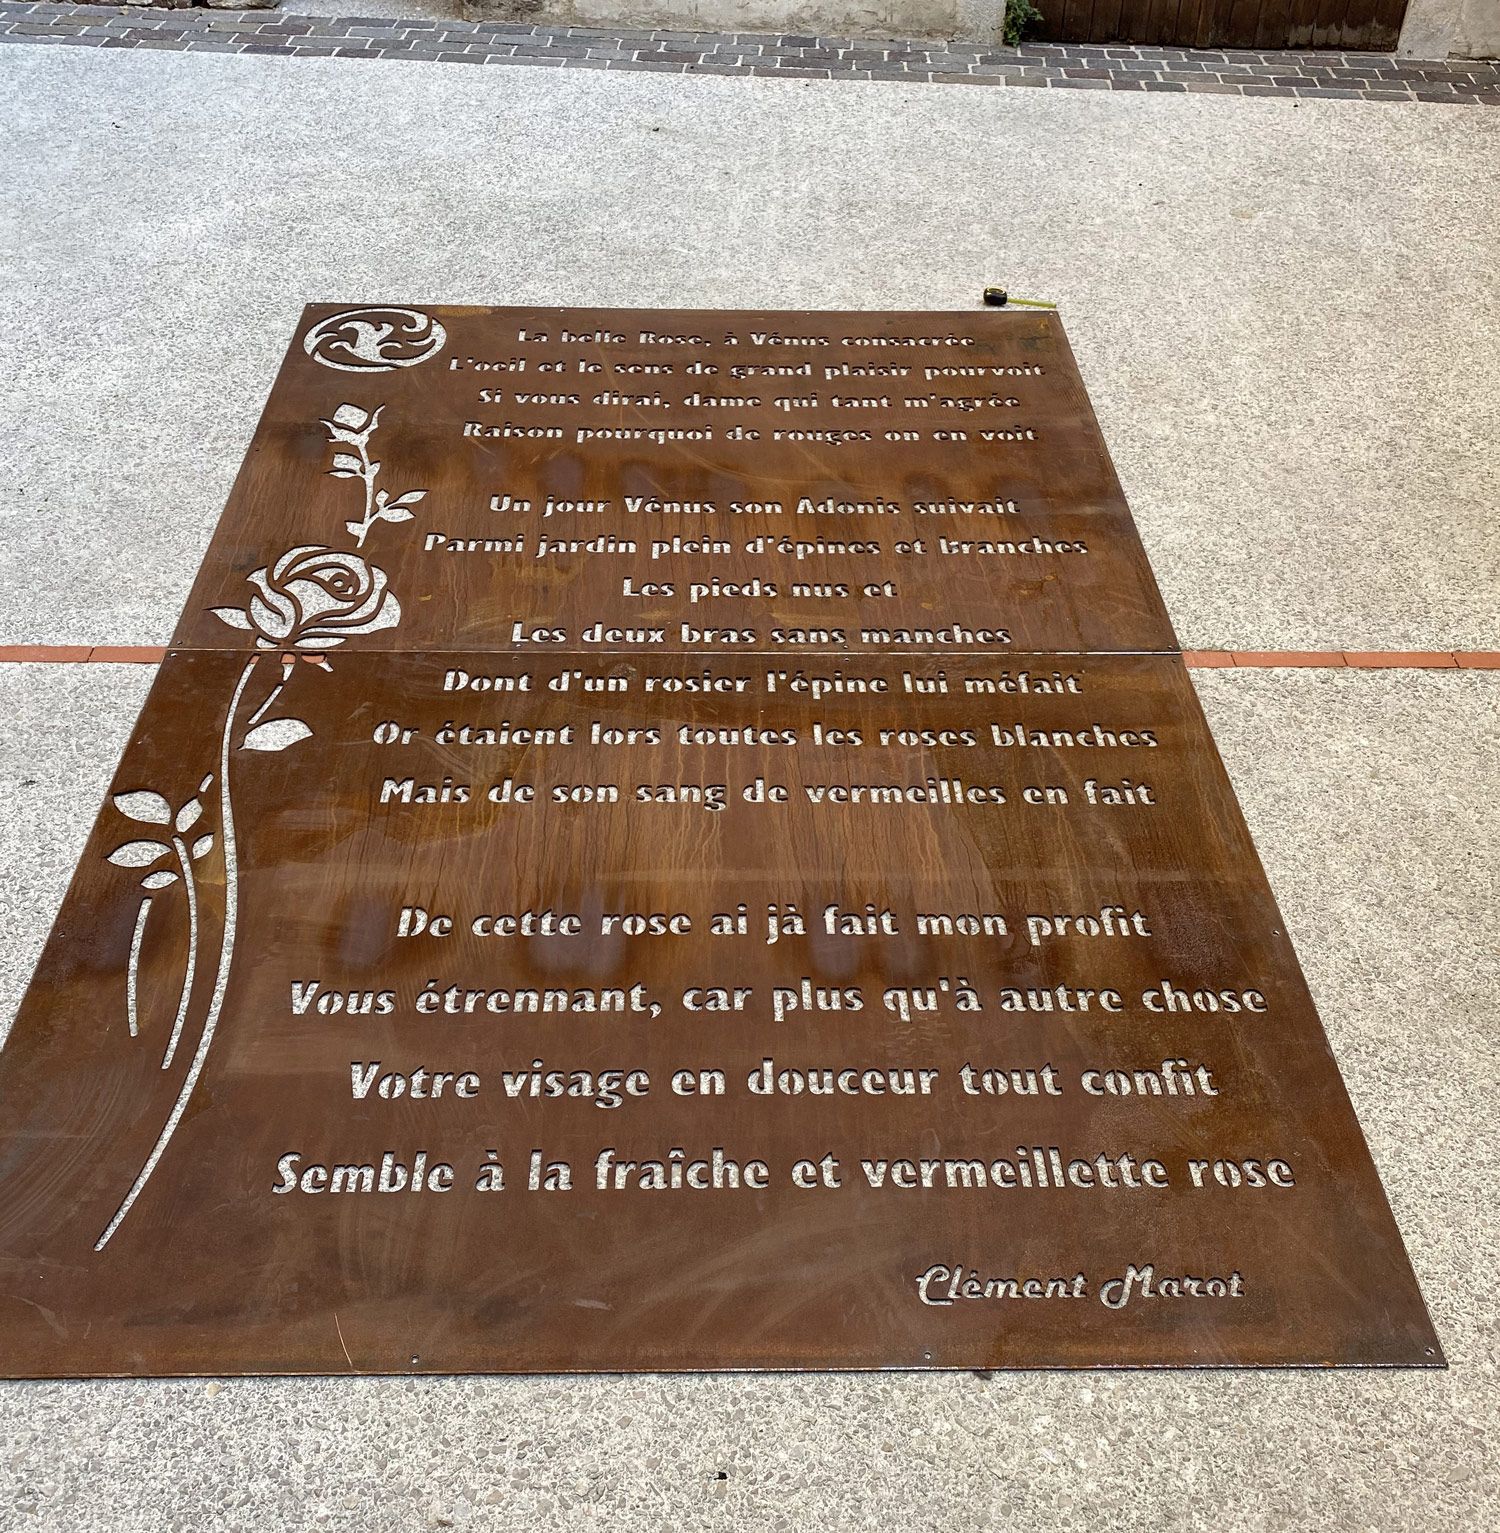 La belle Rose, à Vénus consacrée
L'oeil et le sens de grand plaisir pourvoit
Si vous dirai, dame qui tant m'agrée
Raison pourquoi de rouges on en voit
Un jour Vénus son Adonis suivait
Parmi jardin plein d'épines et branches
Les pieds nus et
Les deux bras sans manches
Dont d'un rosier l'épine lui méfait
Or étaient lors toutes les roses blanches
Mais de son sang de vermeilles en fait
De cette rose ai jà fait mon profit
Vous étrennant, car plus qu'à autre chose
Votre visage en douceur tout confit
Semble à la fraîche et vermeillette rose
Clément Marot